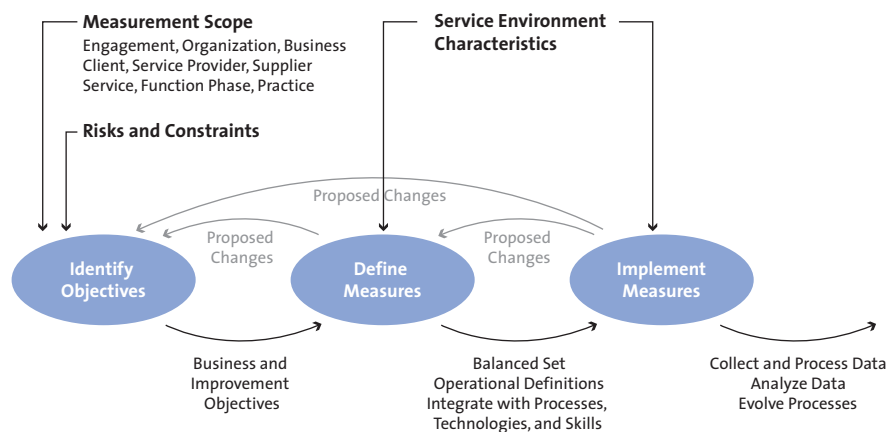 Measurement Scope
Engagement, Organization, Business
Client, Service Provider, Supplier
Service, Function Phase, Practice
Service Environment
Characteristics
Risks and Constraints
Proposed Changes
Proposed
Changes
Proposed
Changes
Identify
Objectives
Define
Measures
Implement
Measures
Business and
Improvement
Objectives
Balanced Set
Operational Definitions
Integrate with Processes,
Technologies, and Skills
Collect and Process Data
Analyze Data
Evolve Processes